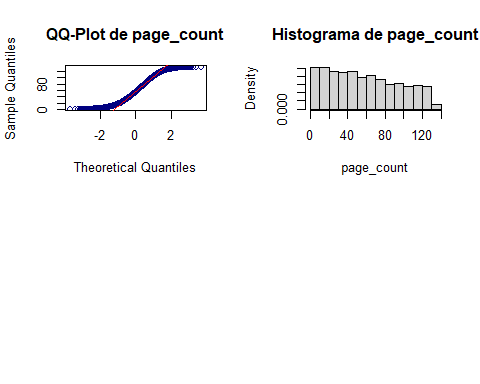 QQ-Plot de page_count
Sample Quantiles
0 80
-2 0 2
Theoretical Quantiles
Histograma de page_count
Density
0.000
0 40 80 120
page_count